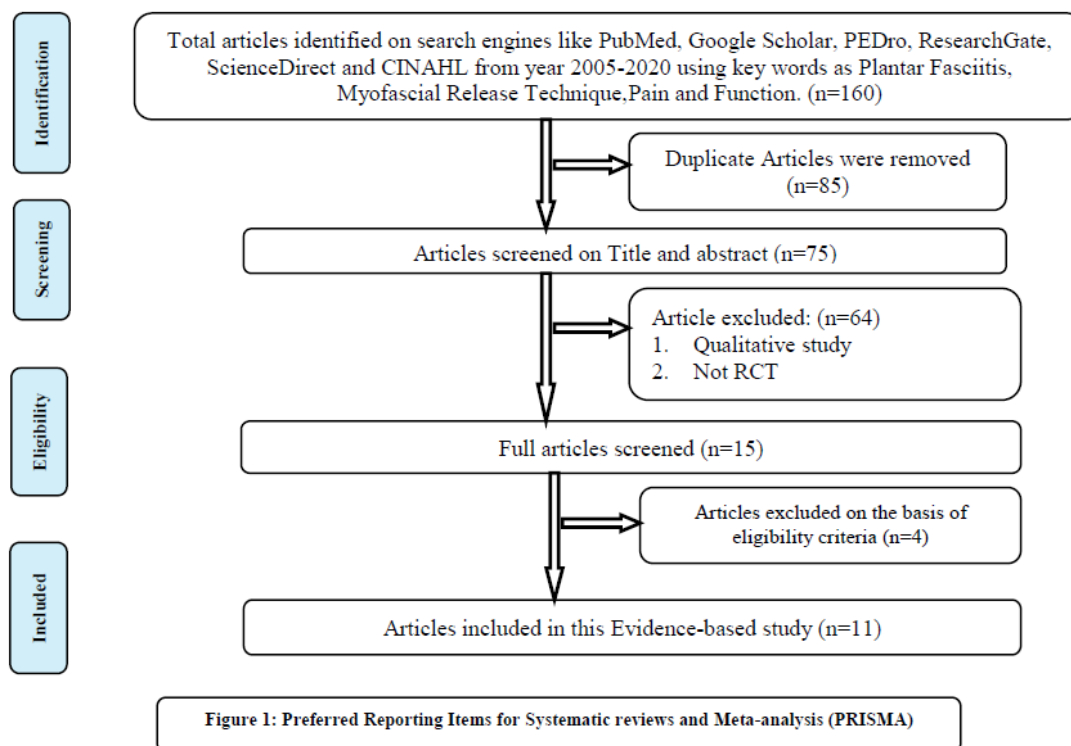 Total articles identified on search engines like PubMed, Google Scholar, PEDro, ResearchGate,
ScienceDirect and CINAHL from year 2005-2020 using key words as Plantar Fasciitis,
Myofascial Release Technique,Pain and Function. (n=160)
Identification
Duplicate Articles were removed
(n=85)
Screening
Articles screened on Title and abstract (n=75)
Article excluded: (n=64)
1. Qualitative study
2. Not RCT
Eligibility
Full articles screened (n=15)
Articles excluded on the basis of
eligibility criteria (n=4)
Included
Articles included in this Evidence-based study (n=11)
Figure 1: Preferred Reporting Items for Systematic reviews and Meta-analysis (PRISMA)